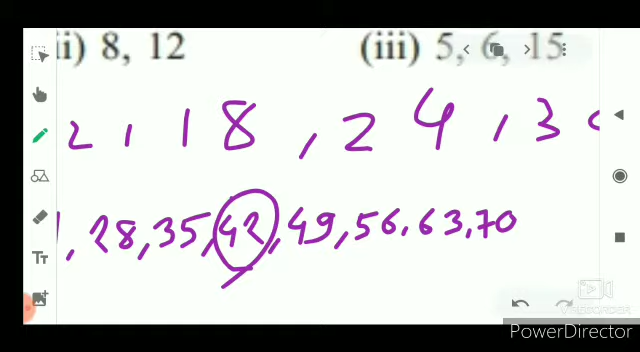 ii) 8, 12 (iii) 5, 6, 15
2, 18, 24, 3
, 28, 35, 42, 49, 56, 63, 70
Tт
PowerDirector